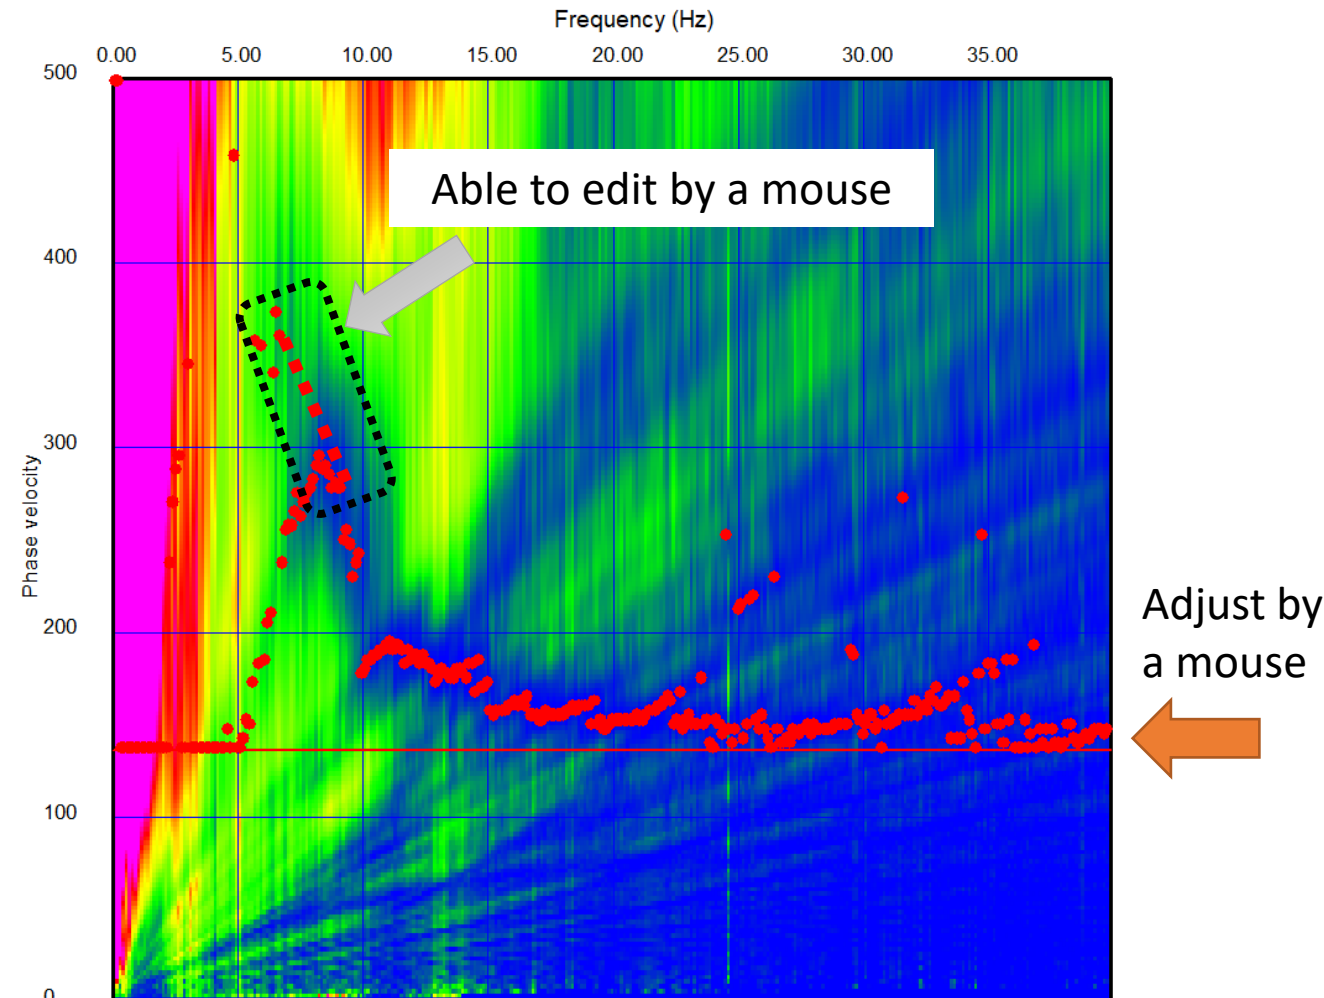 Frequency (Hz)
0.00 5.00 10.00 15.00 20.00 25.00 30.00 35.00
500
Able to edit by a mouse
400
300
Phase velocity
200
Adjust by
a mouse
100
0